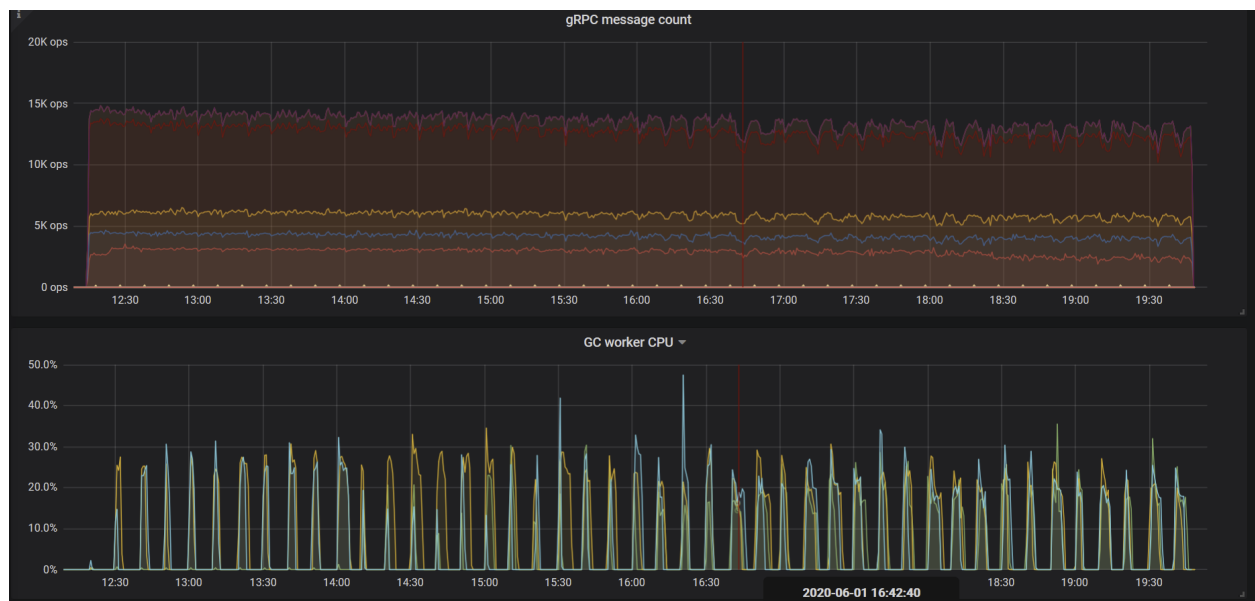 i
gRPC message count
20K ops
15K ops
10K ops
5K ops
0 ops
12:30 13:00 13:30 14:00 14:30 15:00 15:30 16:00 16:30 17:00 17:30 18:00 18:30 19:00 19:30
GC worker CPU
50.0%
40.0%
30.0%
20.0%
10.0%
0%
12:30 13:00 13:30 14:00 14:30 15:00 15:30 16:00 16:30 18:30 19:00 19:30
2020-06-01 16:42:40